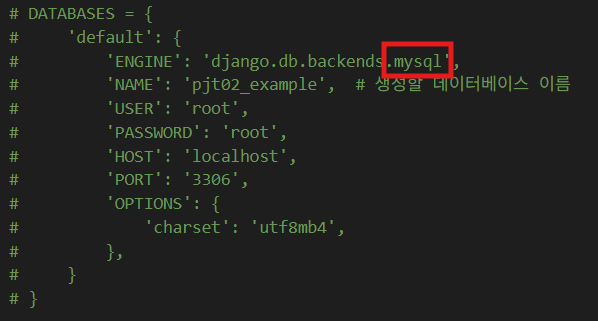 # DATABASES = {
#     'default': {
#         'ENGINE': 'django.db.backends.mysql',
#         'NAME': 'pjt02_example',  # 생성할 데이터베이스 이름
#         'USER': 'root',
#         'PASSWORD': 'root',
#         'HOST': 'localhost',
#         'PORT': '3306',
#         'OPTIONS': {
#             'charset': 'utf8mb4',
#         },
#     }
# }